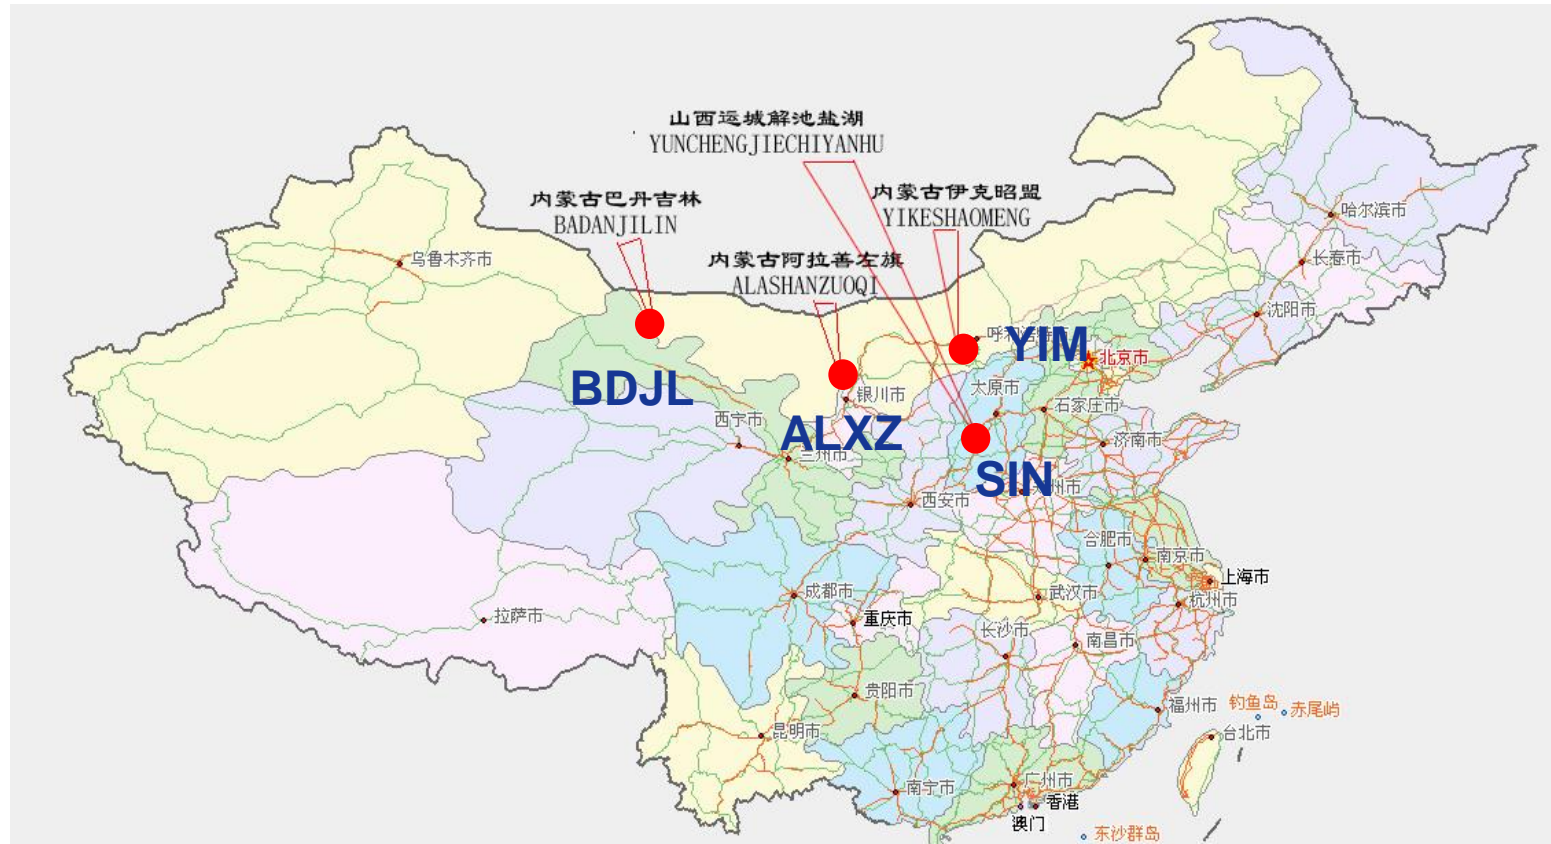 山西运城解池盐湖
YUNCHENGJIECHIYANHU
内蒙古巴丹吉林
BADANJILIN
内蒙古伊克昭盟
YIKESHAOMENG
内蒙古阿拉善左旗
ALASHANZUOQI
哈尔滨市
长春市
沈阳市
乌鲁木齐市
YIM
北京市
BDJL
银川市
太原市
石家庄市
西宁市
ALXZ
济南市
兰州市
SIN
州市
西安市
合肥市
南京市
上海市
杭州市
成都市
武汉市
拉萨市
重庆市
长沙市
南昌市
贵阳市
福州市
钓鱼岛
赤尾屿
昆明市
台北市
南宁市
广州市
香港
澳门
东沙群岛